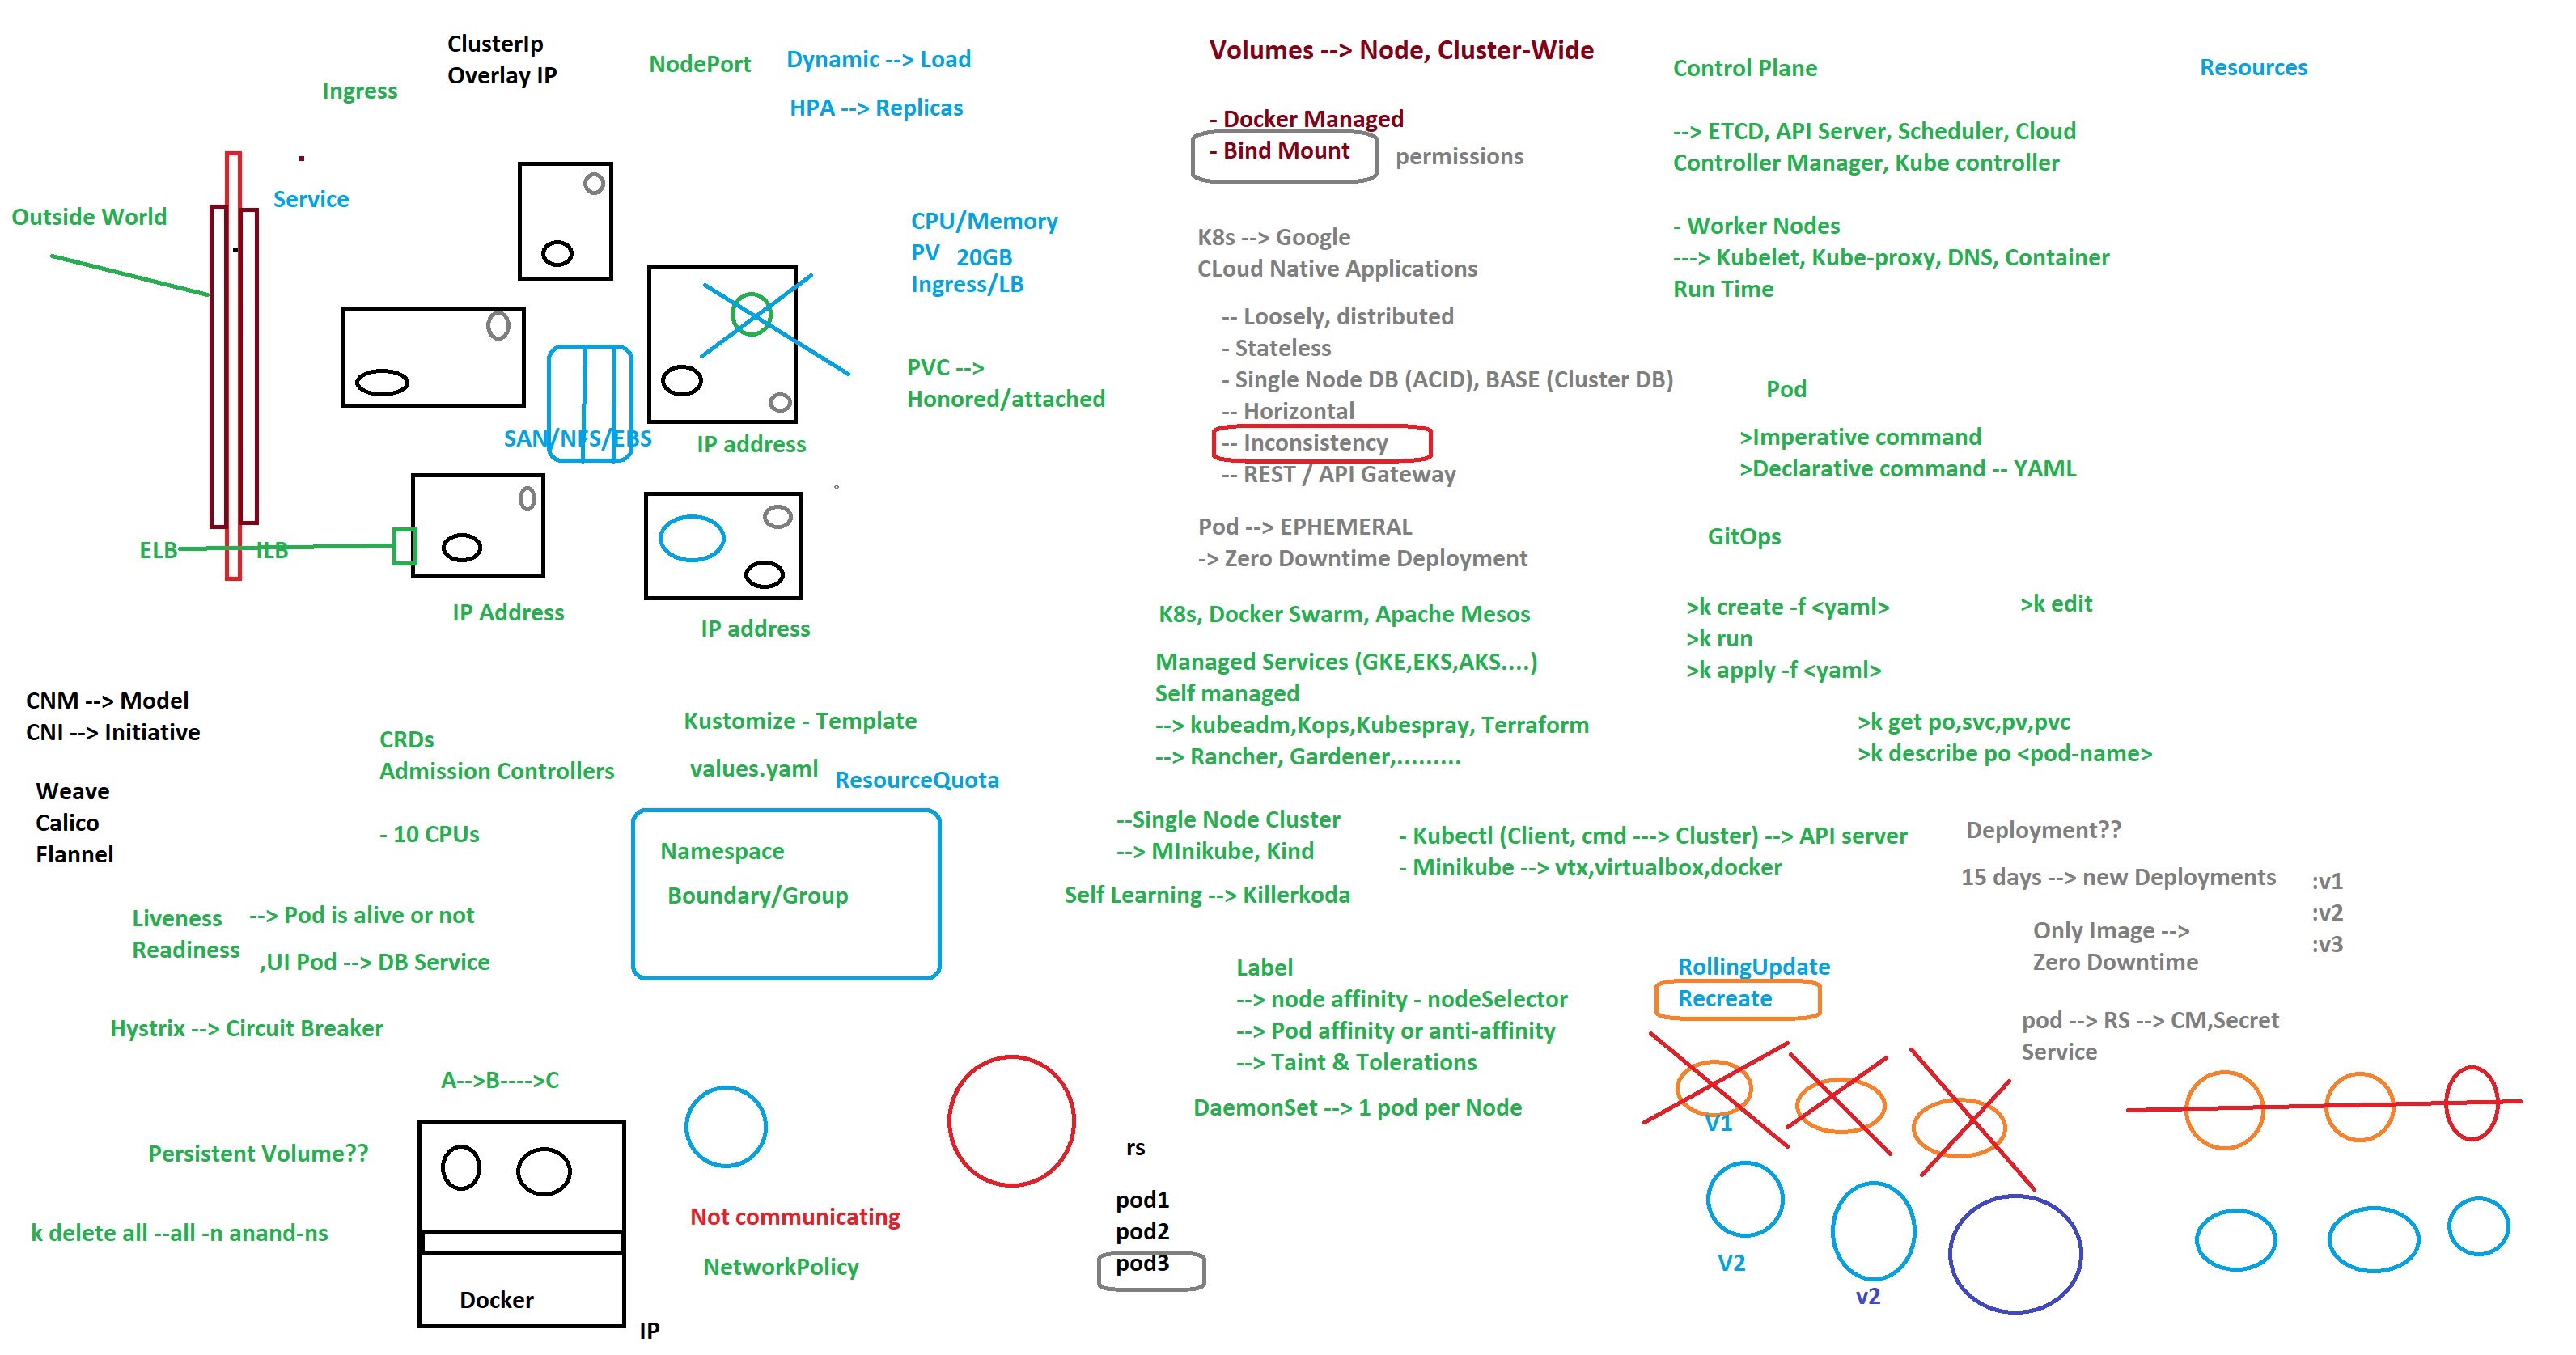 ClusterIp
Overlay IP
Ingress
NodePort
Dynamic --> Load
HPA --> Replicas
Service
Outside World
CPU/Memory
PV 20GB
Ingress/LB
PVC -->
Honored/attached
SAN/NFS/EBS
IP address
ELB
ILB
IP Address
IP address
CNM --> Model
CNI --> Initiative
Weave
Calico
Flannel
CRDs
Admission Controllers
- 10 CPUs
Kustomize - Template
values.yaml
ResourceQuota
Namespace
Boundary/Group
Liveness --> Pod is alive or not
Readiness
,UI Pod --> DB Service
Hystrix --> Circuit Breaker
A-->B---->C
Persistent Volume??
k delete all --all -n anand-ns
Docker
IP
Not communicating
NetworkPolicy
rs
pod1
pod2
pod3
Volumes --> Node, Cluster-Wide
- Docker Managed
- Bind Mount
permissions
K8s --> Google
CLoud Native Applications
-- Loosely, distributed
- Stateless
- Single Node DB (ACID), BASE (Cluster DB)
-- Horizontal
-- Inconsistency
-- REST / API Gateway
Pod --> EPHEMERAL
-> Zero Downtime Deployment
K8s, Docker Swarm, Apache Mesos
Managed Services (GKE,EKS,AKS....)
Self managed
--> kubeadm,Kops,Kubespray, Terraform
--> Rancher, Gardener,.........
--Single Node Cluster
--> MInikube, Kind
Self Learning --> Killerkoda
- Kubectl (Client, cmd ---> Cluster) --> API server
- Minikube --> vtx,virtualbox,docker
Label
--> node affinity - nodeSelector
--> Pod affinity or anti-affinity
--> Taint & Tolerations
DaemonSet --> 1 pod per Node
Control Plane
--> ETCD, API Server, Scheduler, Cloud
Controller Manager, Kube controller
- Worker Nodes
---> Kubelet, Kube-proxy, DNS, Container
Run Time
Resources
Pod
>Imperative command
>Declarative command -- YAML
GitOps
>k create -f <yaml>
>k run
>k apply -f <yaml>
>k edit
>k get po,svc,pv,pvc
>k describe po <pod-name>
Deployment??
15 days --> new Deployments
:v1
:v2
:v3
Only Image -->
Zero Downtime
pod --> RS --> CM,Secret
Service
RollingUpdate
Recreate
V1
V2
v2